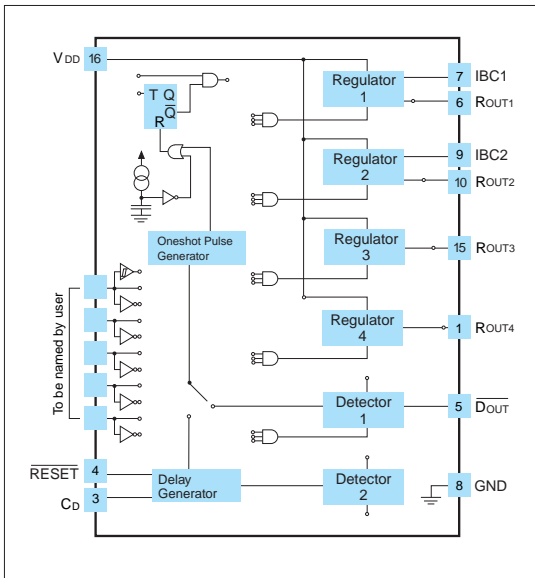 VDD 16
Regulator 1
7 IBC1
6 ROUT1
T Q
Q̅
R
Regulator 2
9 IBC2
10 ROUT2
Oneshot Pulse Generator
Regulator 3
15 ROUT3
Regulator 4
1 ROUT4
To be named by user
Detector 1
5 D̅O̅U̅T̅
R̅E̅S̅E̅T̅ 4
CD 3
Delay Generator
Detector 2
8 GND